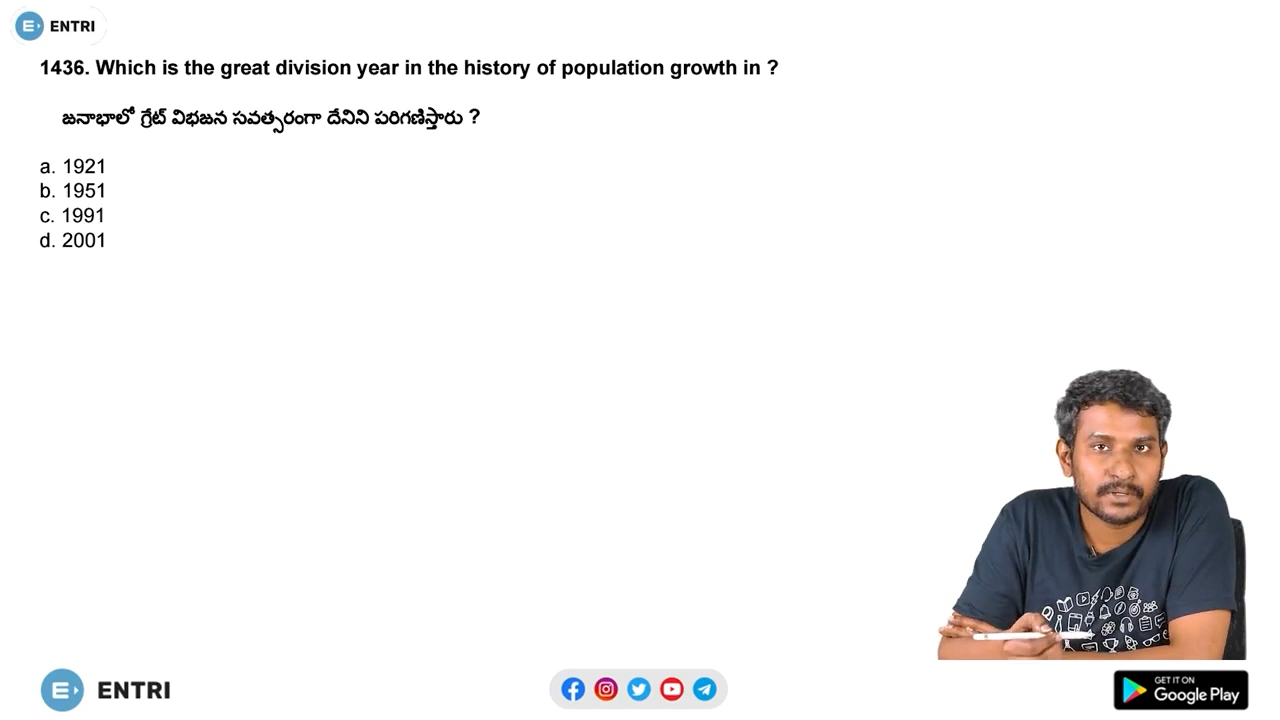 ENTRI
1436. Which is the great division year in the history of population growth in ?
జనాభాలో గ్రేట్ విభజన సవత్సరంగా దేనిని పరిగణిస్తారు ?
a. 1921
b. 1951
c. 1991
d. 2001
ENTRI
GET IT ON
Google Play